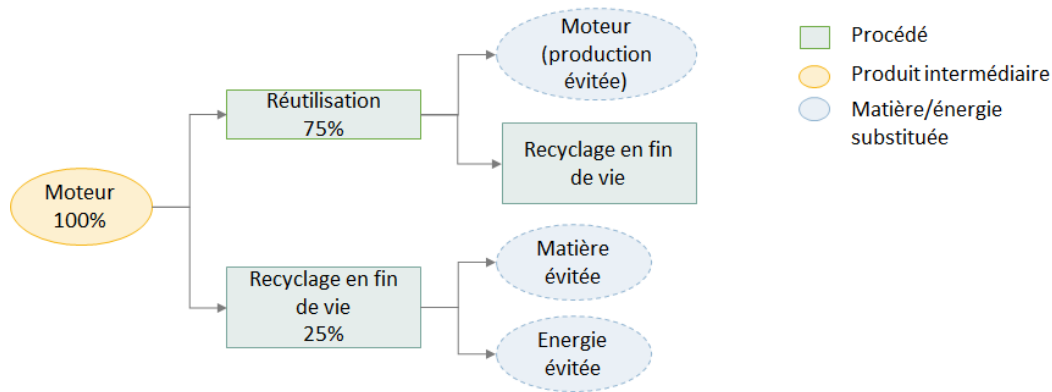 Moteur
100%
Réutilisation
75%
Recyclage en fin
de vie
25%
Moteur
(production
évitée)
Recyclage en fin
de vie
Matière
évitée
Energie
évitée
Procédé
Produit intermédiaire
Matière/énergie
substituée